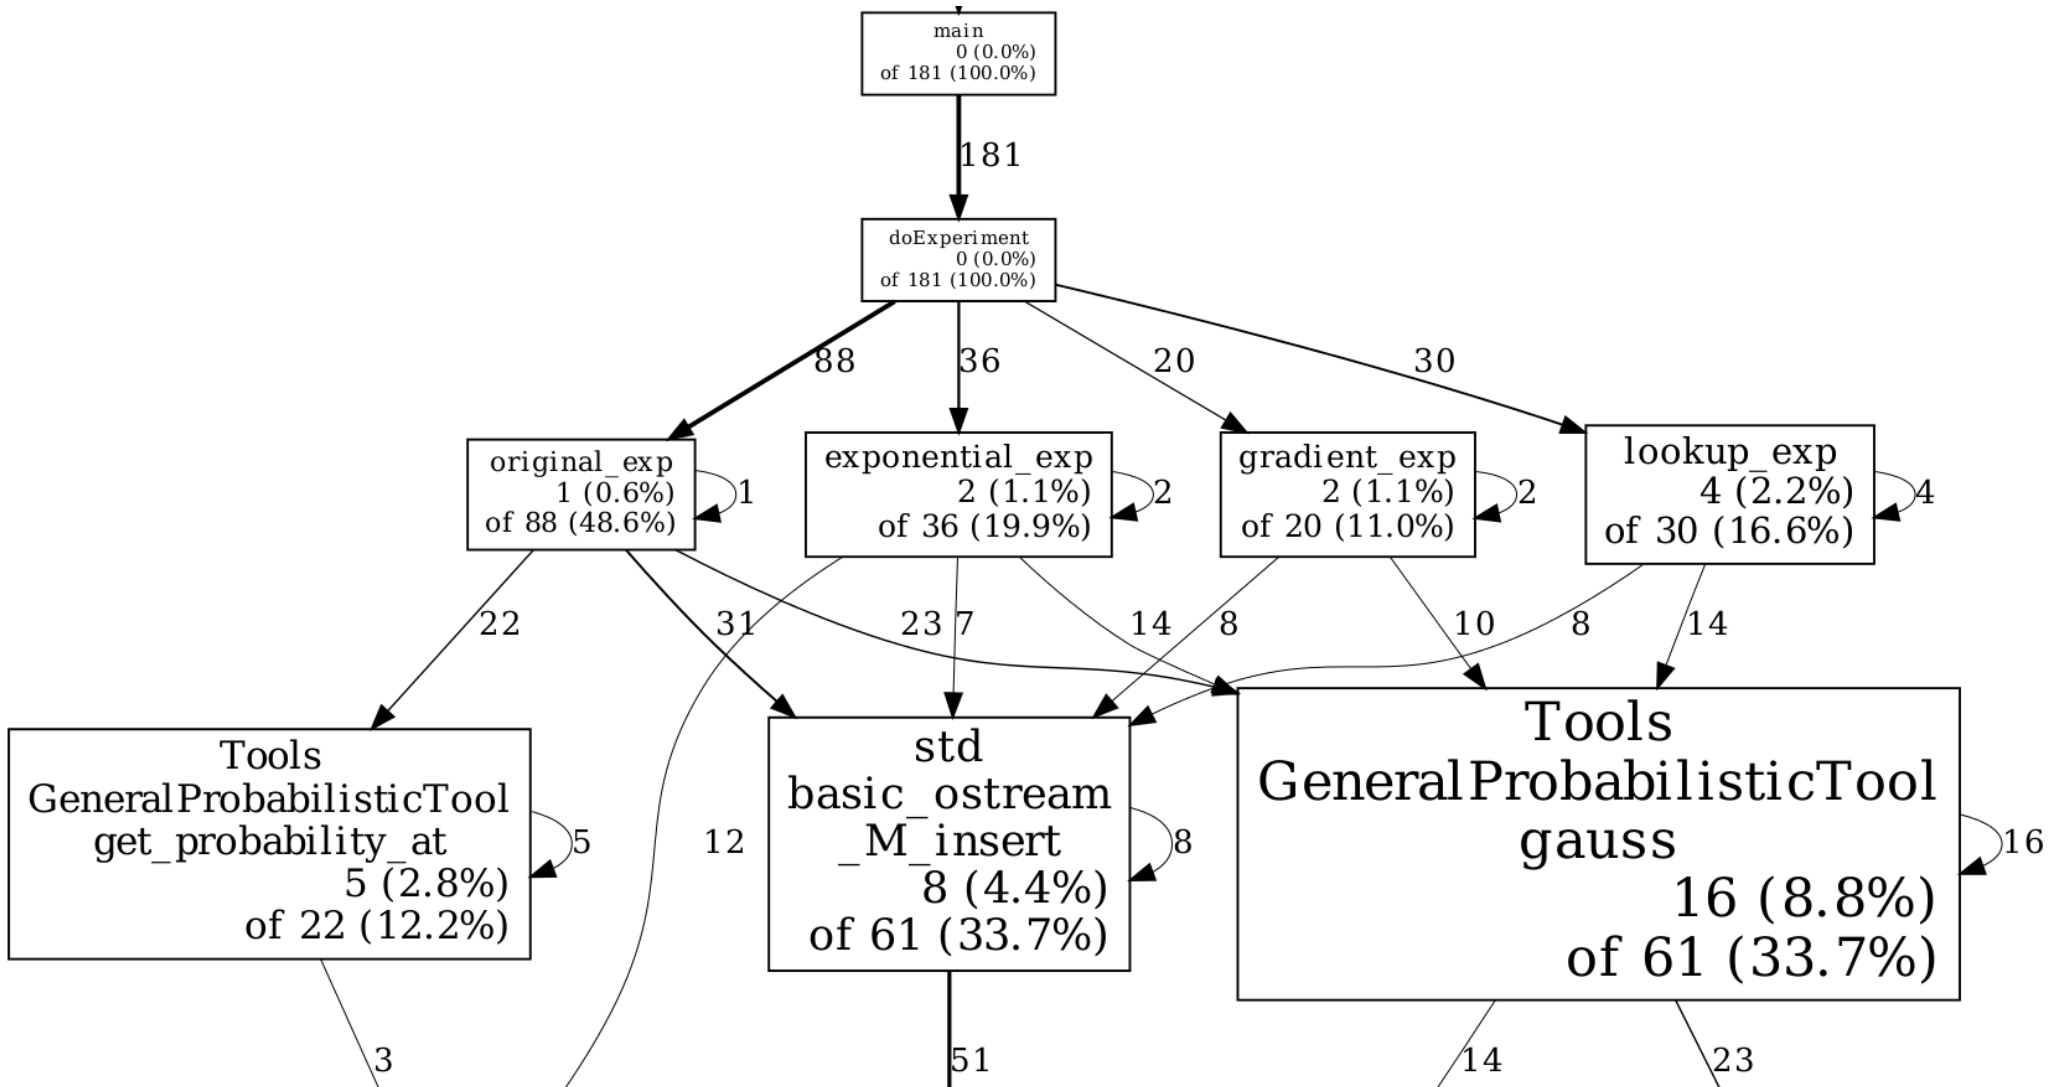 main
0 (0.0%)
of 181 (100.0%)
181
doExperiment
0 (0.0%)
of 181 (100.0%)
88
36
20
30
original_exp
1 (0.6%)
of 88 (48.6%)
1
exponential_exp
2 (1.1%)
of 36 (19.9%)
2
gradient_exp
2 (1.1%)
of 20 (11.0%)
2
lookup_exp
4 (2.2%)
of 30 (16.6%)
4
22
31
23
7
14
8
10
8
14
Tools
GeneralProbabilisticTool
get_probability_at
5 (2.8%)
of 22 (12.2%)
5
12
std
basic_ostream
_M_insert
8 (4.4%)
of 61 (33.7%)
8
Tools
GeneralProbabilisticTool
gauss
16 (8.8%)
of 61 (33.7%)
16
3
51
14
23